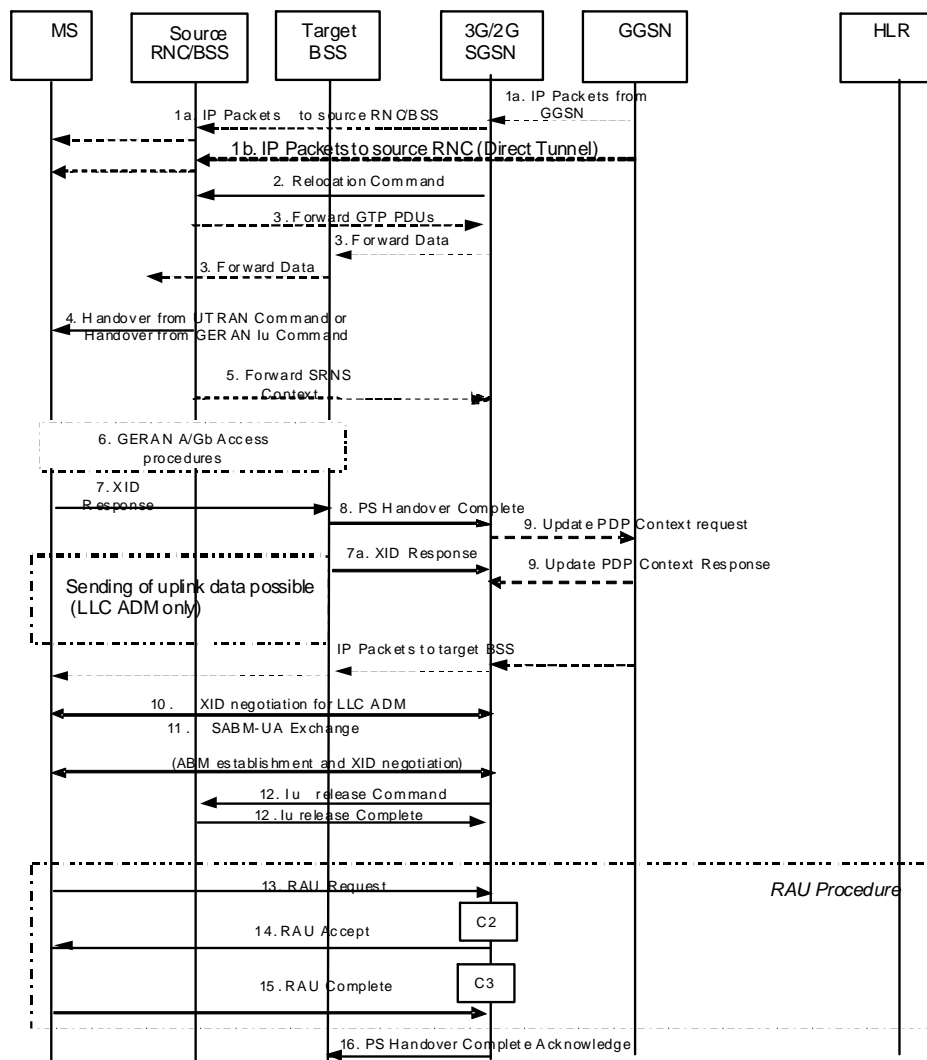 MS
Source
RNC/BSS
Target
BSS
3G/2G
SGSN
GGSN
HLR
1a. IP Packets from
GGSN
1a. IP Packets to source RNC/BSS
1b. IP Packets to source RNC (Direct Tunnel)
2. Relocation Command
3. Forward GTP PDUs
3. Forward Data
3. Forward Data
4. Handover from UTRAN Command or
Handover from GERAN Iu Command
5. Forward SRNS
Context
6. GERAN A/Gb Access
procedures
7. XID
Response
8. PS Handover Complete
9. Update PDP Context request
7a. XID Response
9. Update PDP Context Response
Sending of uplink data possible
(LLC ADM only)
IP Packets to target BSS
10. XID negotiation for LLC ADM
11. SABM-UA Exchange
(ABM establishment and XID negotiation)
12. Iu release Command
12. Iu release Complete
13. RAU Request
RAU Procedure
C2
14. RAU Accept
C3
15. RAU Complete
16. PS Handover Complete Acknowledge